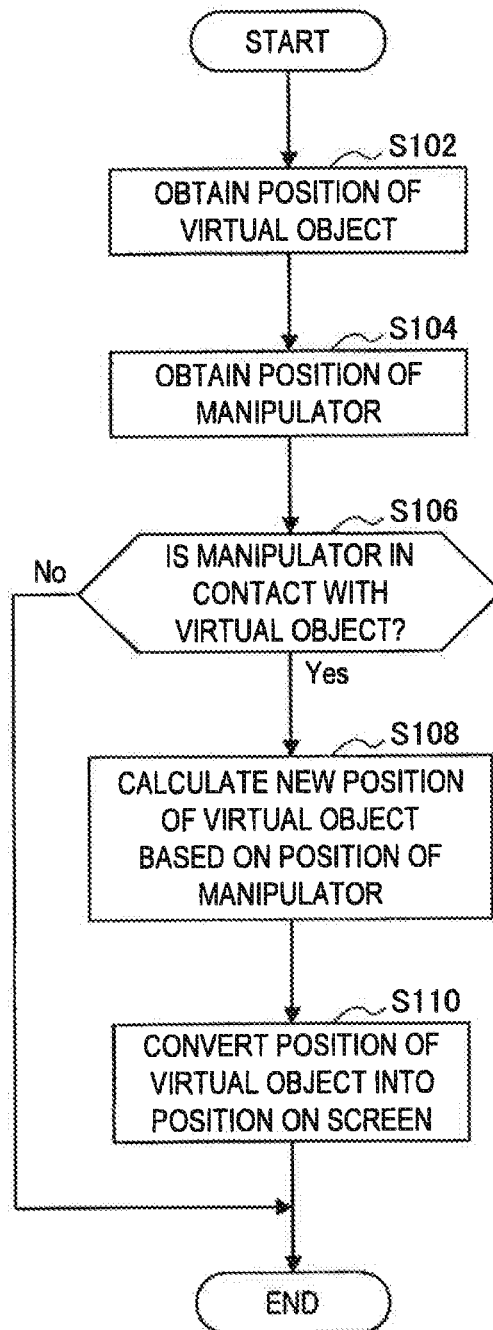 START
S102
OBTAIN POSITION OF
VIRTUAL OBJECT
S104
OBTAIN POSITION OF
MANIPULATOR
S106
IS MANIPULATOR IN
CONTACT WITH
VIRTUAL OBJECT?
No
Yes
S108
CALCULATE NEW POSITION
OF VIRTUAL OBJECT
BASED ON POSITION OF
MANIPULATOR
S110
CONVERT POSITION OF
VIRTUAL OBJECT INTO
POSITION ON SCREEN
END